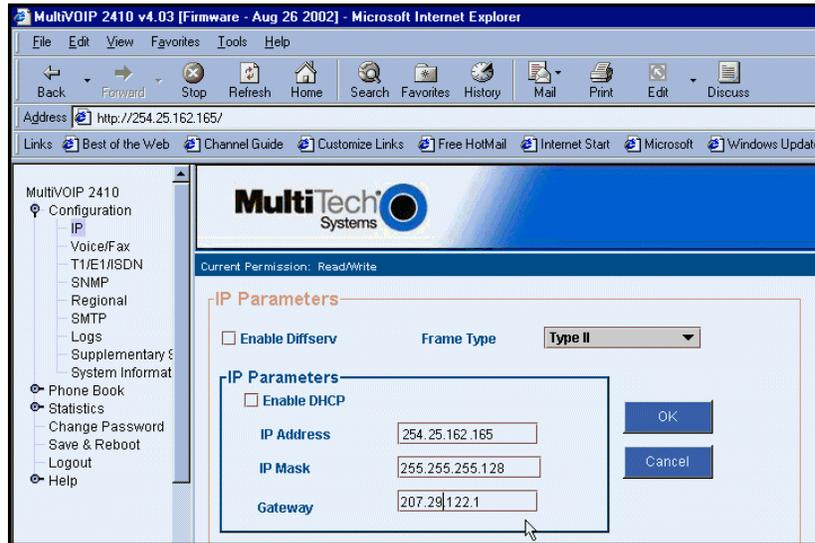 MultiVOIP 2410 v4.03 [Firmware - Aug 26 2002] - Microsoft Internet Explorer
File Edit View Favorites Tools Help
Back Forward Stop Refresh Home Search Favorites History Mail Print Edit Discuss
Address http://254.25.162.165/
Links Best of the Web Channel Guide Customize Links Free HotMail Internet Start Microsoft Windows Updat
MultiVOIP 2410
Configuration
IP
Voice/Fax
T1/E1/ISDN
SNMP
Regional
SMTP
Logs
Supplementary S
System Informat
Phone Book
Statistics
Change Password
Save & Reboot
Logout
Help
MultiTech
Systems
Current Permission: Read/Write
IP Parameters
Enable Diffserv Frame Type Type II
IP Parameters
Enable DHCP
IP Address 254.25.162.165
IP Mask 255.255.255.128
Gateway 207.29.122.1
OK
Cancel